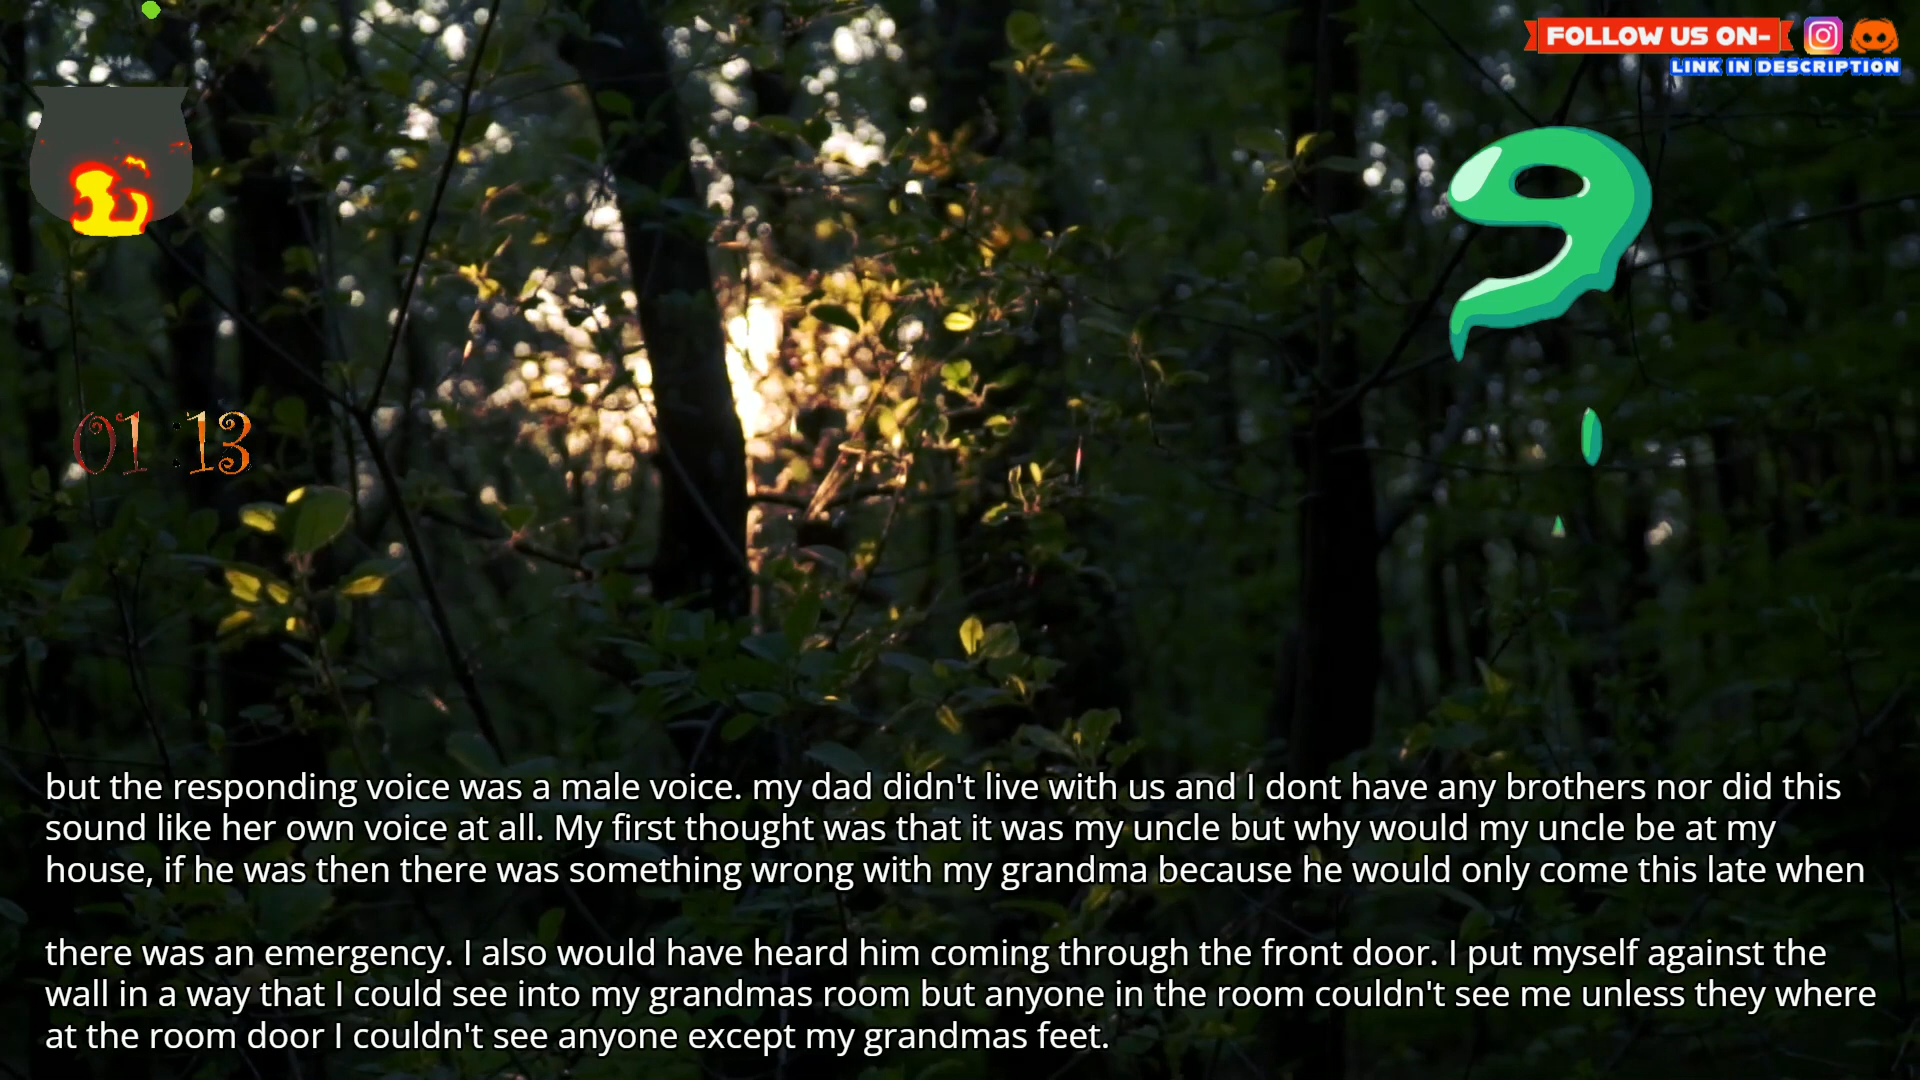 FOLLOW US ON-
LINK IN DESCRIPTION
9
01:13
but the responding voice was a male voice. my dad didn't live with us and I dont have any brothers nor did this
sound like her own voice at all. My first thought was that it was my uncle but why would my uncle be at my
house, if he was then there was something wrong with my grandma because he would only come this late when
there was an emergency. I also would have heard him coming through the front door. I put myself against the
wall in a way that I could see into my grandmas room but anyone in the room couldn't see me unless they where
at the room door I couldn't see anyone except my grandmas feet.